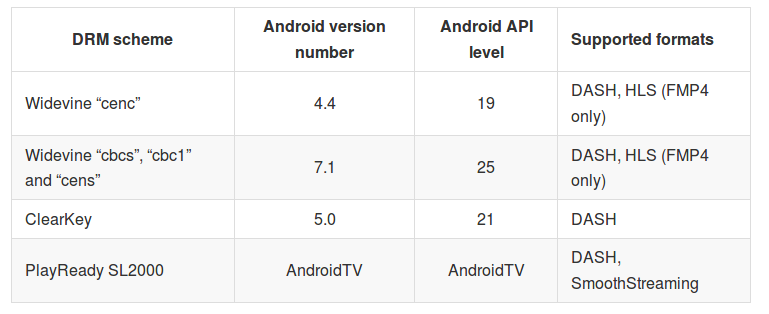 DRM scheme
Android version
number
Android API
level
Supported formats
Widevine “cenc”
4.4
19
DASH, HLS (FMP4
only)
Widevine “cbcs”, “cbc1”
and “cens”
7.1
25
DASH, HLS (FMP4
only)
ClearKey
5.0
21
DASH
PlayReady SL2000
AndroidTV
AndroidTV
DASH,
SmoothStreaming